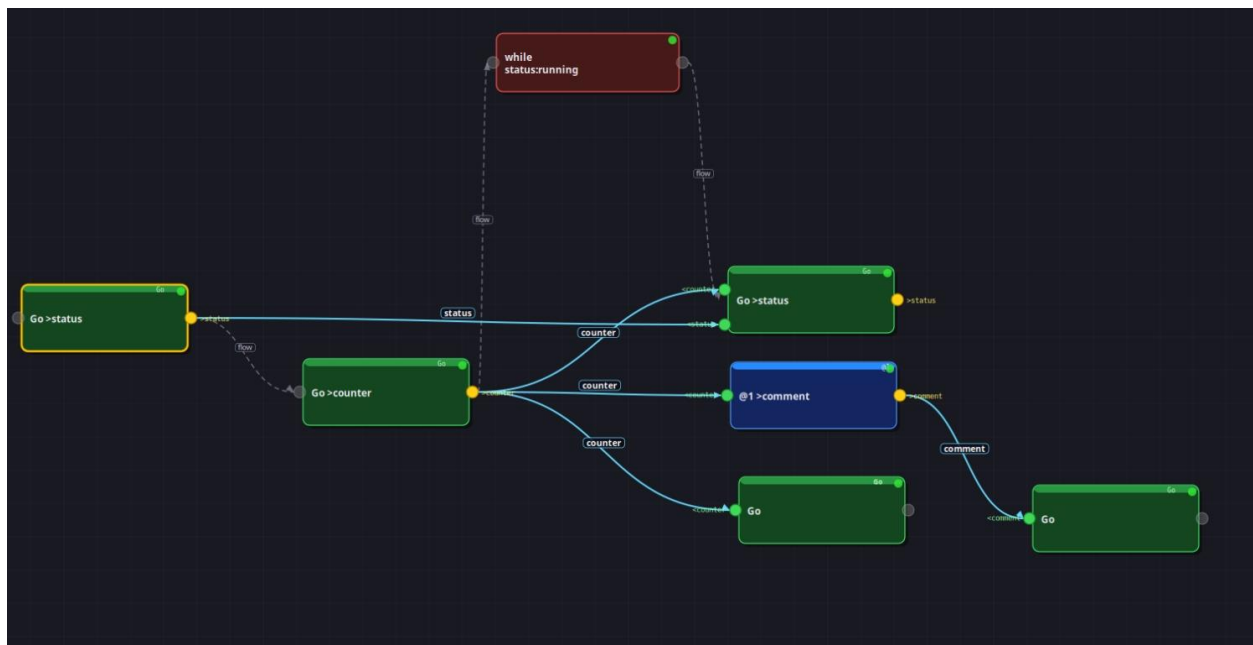 while
status:running
flow
flow
Go
<counter
Go >status
>status
<status
Go
Go >status
>status
status
counter
flow
Go
Go >counter
>counter
counter
<counter
@1 >comment
>comment
counter
comment
Go
<counter
Go
Go
<comment
Go